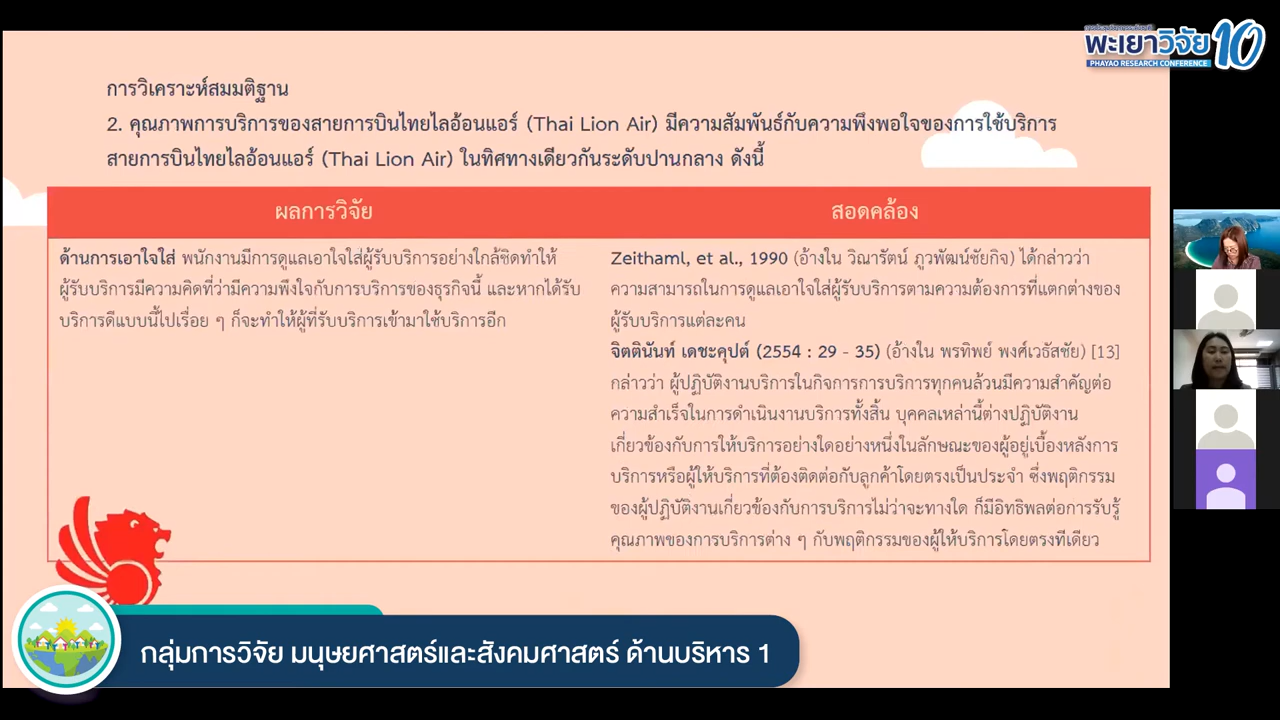 พะเยาวิจัย 10
PHAYAO RESEARCH CONFERENCE
การวิเคราะห์สมมติฐาน
2. คุณภาพการบริการของสายการบินไทยไลอ้อนแอร์ (Thai Lion Air) มีความสัมพันธ์กับความพึงพอใจของการใช้บริการ
สายการบินไทยไลอ้อนแอร์ (Thai Lion Air) ในทิศทางเดียวกันระดับปานกลาง ดังนี้
ผลการวิจัย
สอดคล้อง
ด้านการเอาใจใส่ พนักงานมีการดูแลเอาใจใส่ผู้รับบริการอย่างใกล้ชิดทำให้
ผู้รับบริการมีความคิดที่ว่ามีความพึงใจกับการบริการของธุรกิจนี้ และหากได้รับ
บริการดีแบบนี้ไปเรื่อย ๆ ก็จะทำให้ผู้ที่รับบริการเข้ามาใช้บริการอีก
Zeithaml, et al., 1990 (อ้างใน วิณารัตน์ ภูวพัฒน์ชัยกิจ) ได้กล่าวว่า
ความสามารถในการดูแลเอาใจใส่ผู้รับบริการตามความต้องการที่แตกต่างของ
ผู้รับบริการแต่ละคน
จิตตินันท์ เดชะคุปต์ (2554 : 29 - 35) (อ้างใน พรทิพย์ พงศ์เวธัสชัย) [13]
กล่าวว่า ผู้ปฏิบัติงานบริการในกิจการการบริการทุกคนล้วนมีความสำคัญต่อ
ความสำเร็จในการดำเนินงานบริการทั้งสิ้น บุคคลเหล่านี้ต่างปฏิบัติงาน
เกี่ยวข้องกับการให้บริการอย่างใดอย่างหนึ่งในลักษณะของผู้อยู่เบื้องหลังการ
บริการหรือผู้ให้บริการที่ต้องติดต่อกับลูกค้าโดยตรงเป็นประจำ ซึ่งพฤติกรรม
ของผู้ปฏิบัติงานเกี่ยวข้องกับการบริการไม่ว่าจะทางใด ก็มีอิทธิพลต่อการรับรู้
คุณภาพของการบริการต่าง ๆ กับพฤติกรรมของผู้ให้บริการโดยตรงทีเดียว
กลุ่มการวิจัย มนุษยศาสตร์และสังคมศาสตร์ ด้านบริหาร 1